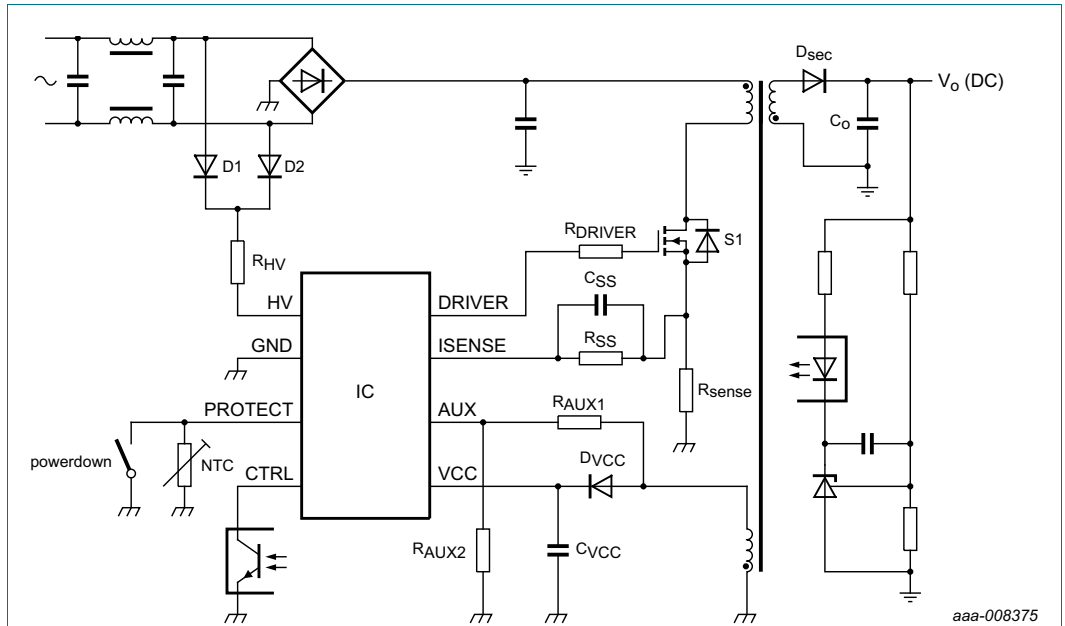 Dsec
Vo (DC)
Co
D1
D2
RDRIVER
S1
RHV
CSS
HV
DRIVER
RSS
GND
ISENSE
IC
Rsense
RAUX1
PROTECT
AUX
DVCC
powerdown
NTC
CTRL
VCC
RAUX2
CVCC
aaa-008375